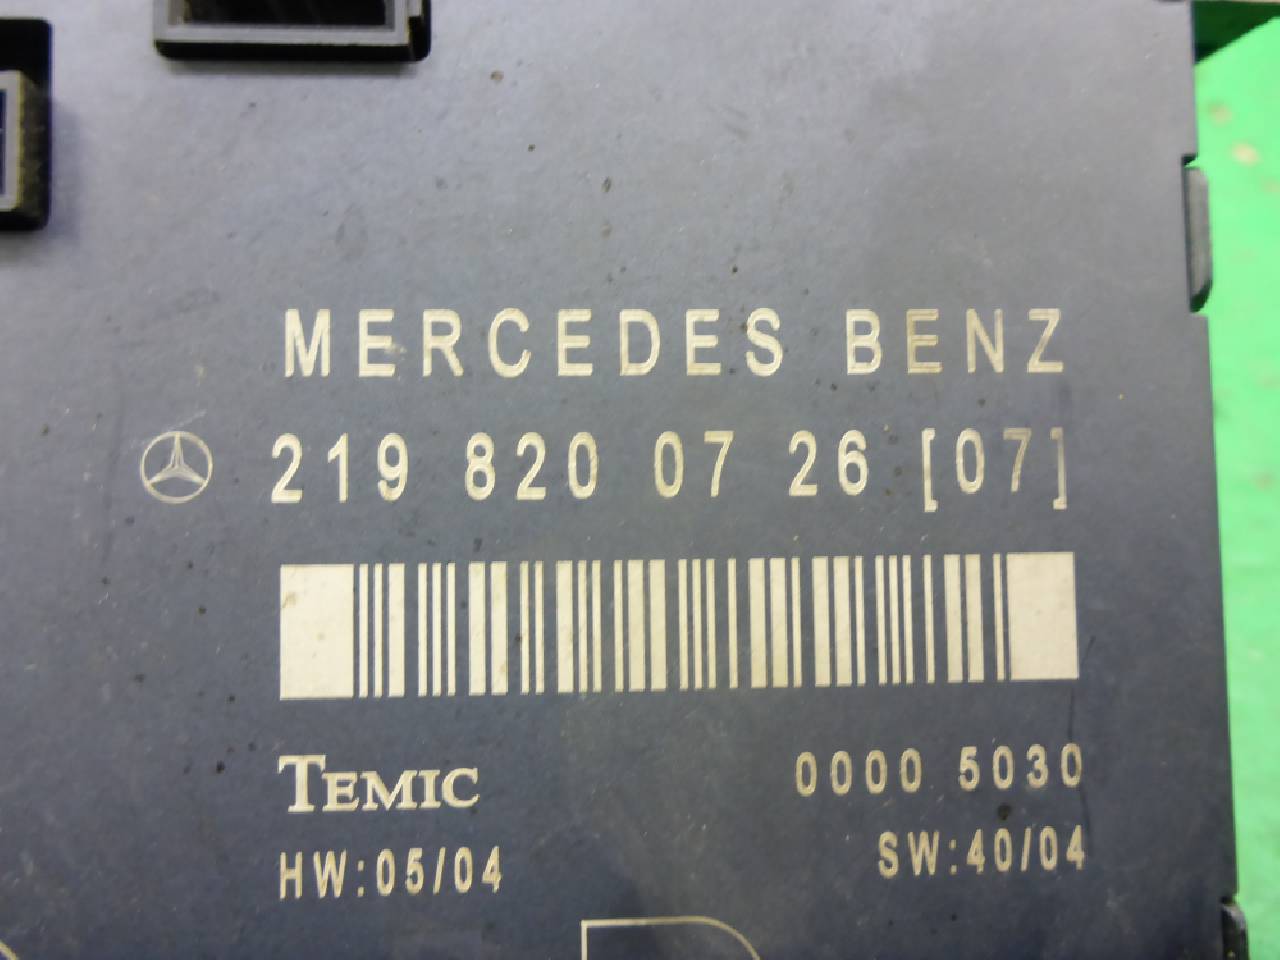 MERCEDES BENZ
219 820 07 26 [07]
TEMIC
0000 5030
HW:05/04
SW:40/04